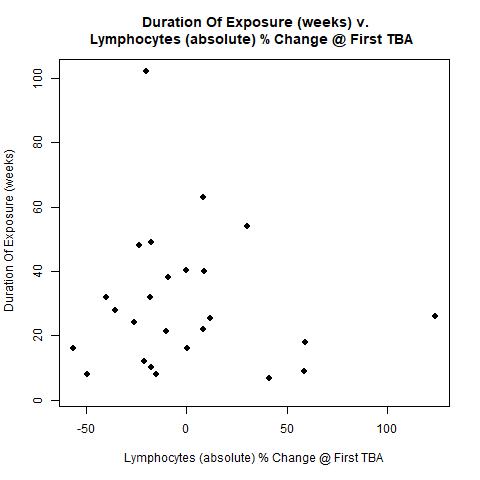 Duration Of Exposure (weeks) v.
Lymphocytes (absolute) % Change @ First TBA
Duration Of Exposure (weeks)
100
80
60
40
20
0
-50 0 50 100
Lymphocytes (absolute) % Change @ First TBA